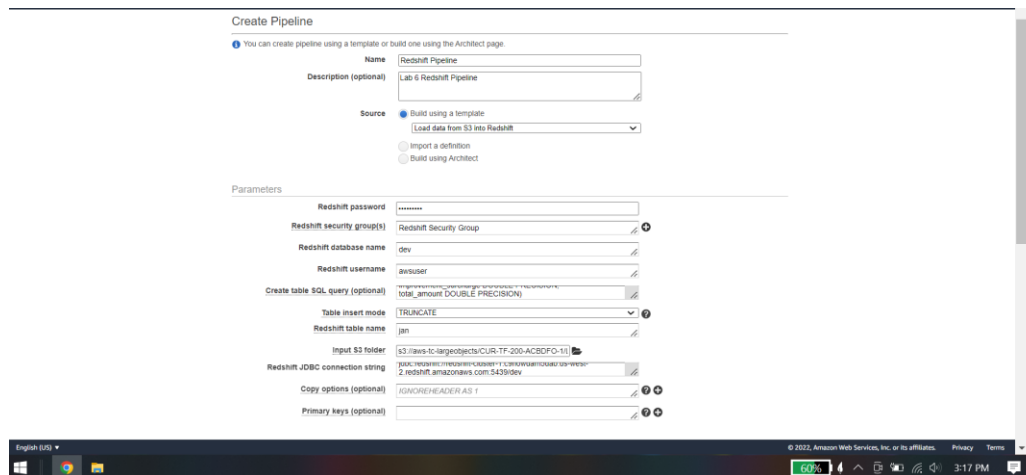 Create Pipeline
You can create pipeline using a template or build one using the Architect page.
Name Redshift Pipeline
Description (optional) Lab 6 Redshift Pipeline
Source Build using a template
Load data from S3 into Redshift
Import a definition
Build using Architect
Parameters
Redshift password •••••••••
Redshift security group(s) Redshift Security Group
Redshift database name dev
Redshift username awsuser
Create table SQL query (optional) total_amount DOUBLE PRECISION)
Table insert mode TRUNCATE
Redshift table name jan
Input S3 folder s3://aws-tc-largeobjects/CUR-TF-200-ACBDFO-1/
Redshift JDBC connection string
2.redshift.amazonaws.com:5439/dev
Copy options (optional) IGNOREHEADER AS 1
Primary keys (optional)
English (US) © 2022, Amazon Web Services, Inc. or its affiliates. Privacy Terms
60% 3:17 PM